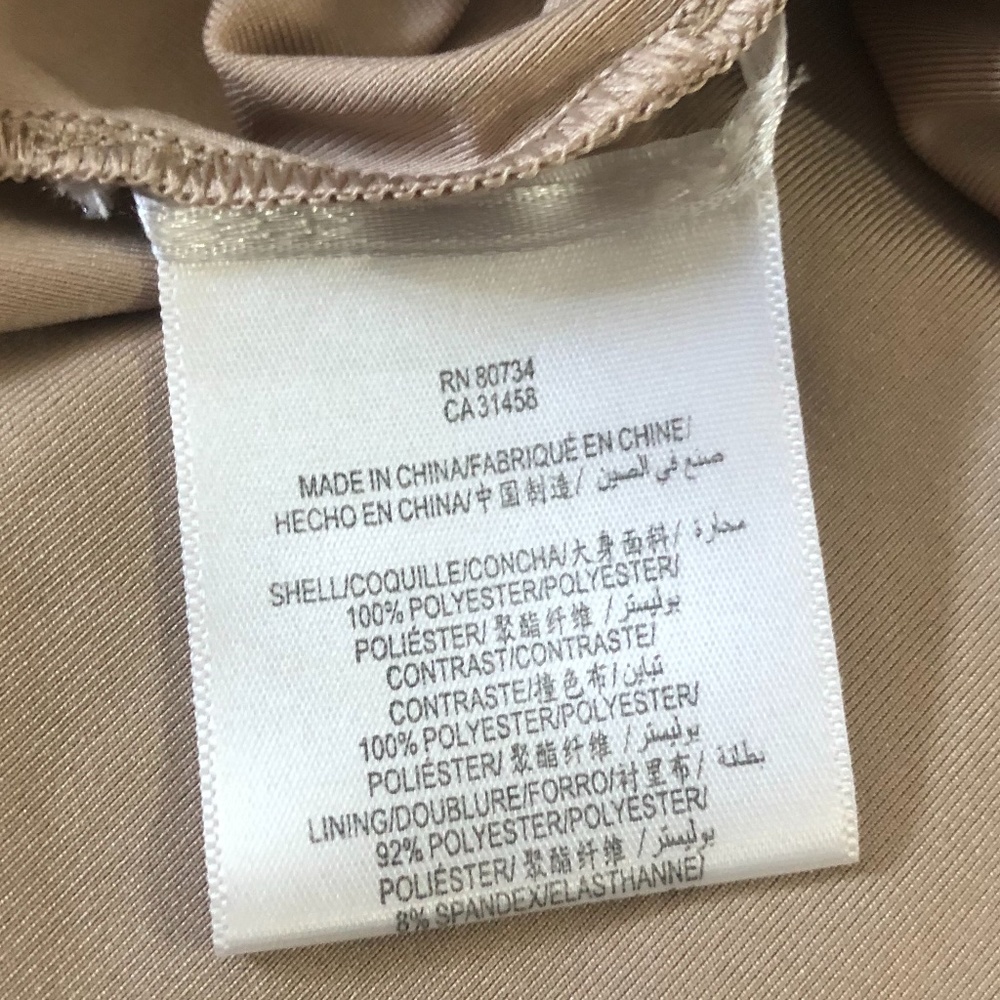 RN 80734
CA 31458
MADE IN CHINA/FABRIQUÉ EN CHINE/
HECHO EN CHINA/中国制造/ صنع في الصين
SHELL/COQUILLE/CONCHA/大身面料/ محارة
100% POLYESTER/POLYESTER/
POLIÉSTER/ 聚酯纤维 / بوليستر
CONTRAST/CONTRASTE/
CONTRASTE/撞色布/ تباين
100% POLYESTER/POLYESTER/
POLIÉSTER/ 聚酯纤维 / بوليستر
LINING/DOUBLURE/FORRO/衬里布/ بطانة
92% POLYESTER/POLYESTER/
POLIÉSTER/ 聚酯纤维 / بوليستر
8% SPANDEX/ELASTHANNE/